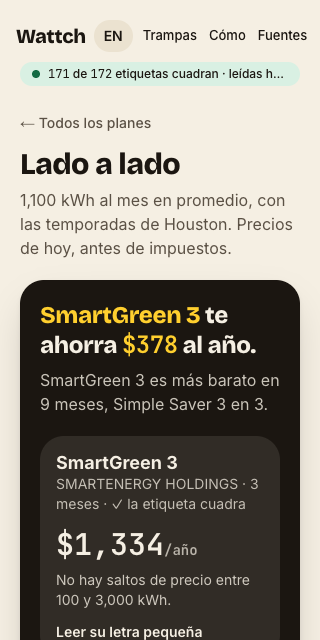 Wattch EN Trampas Cómo Fuentes
171 de 172 etiquetas cuadran · leídas h...
← Todos los planes
Lado a lado
1,100 kWh al mes en promedio, con
las temporadas de Houston. Precios
de hoy, antes de impuestos.
SmartGreen 3 te
ahorra $378 al año.
SmartGreen 3 es más barato en
9 meses, Simple Saver 3 en 3.
SmartGreen 3
SMARTENERGY HOLDINGS · 3
meses · ✓ la etiqueta cuadra
$1,334/año
No hay saltos de precio entre
100 y 3,000 kWh.
Leer su letra pequeña